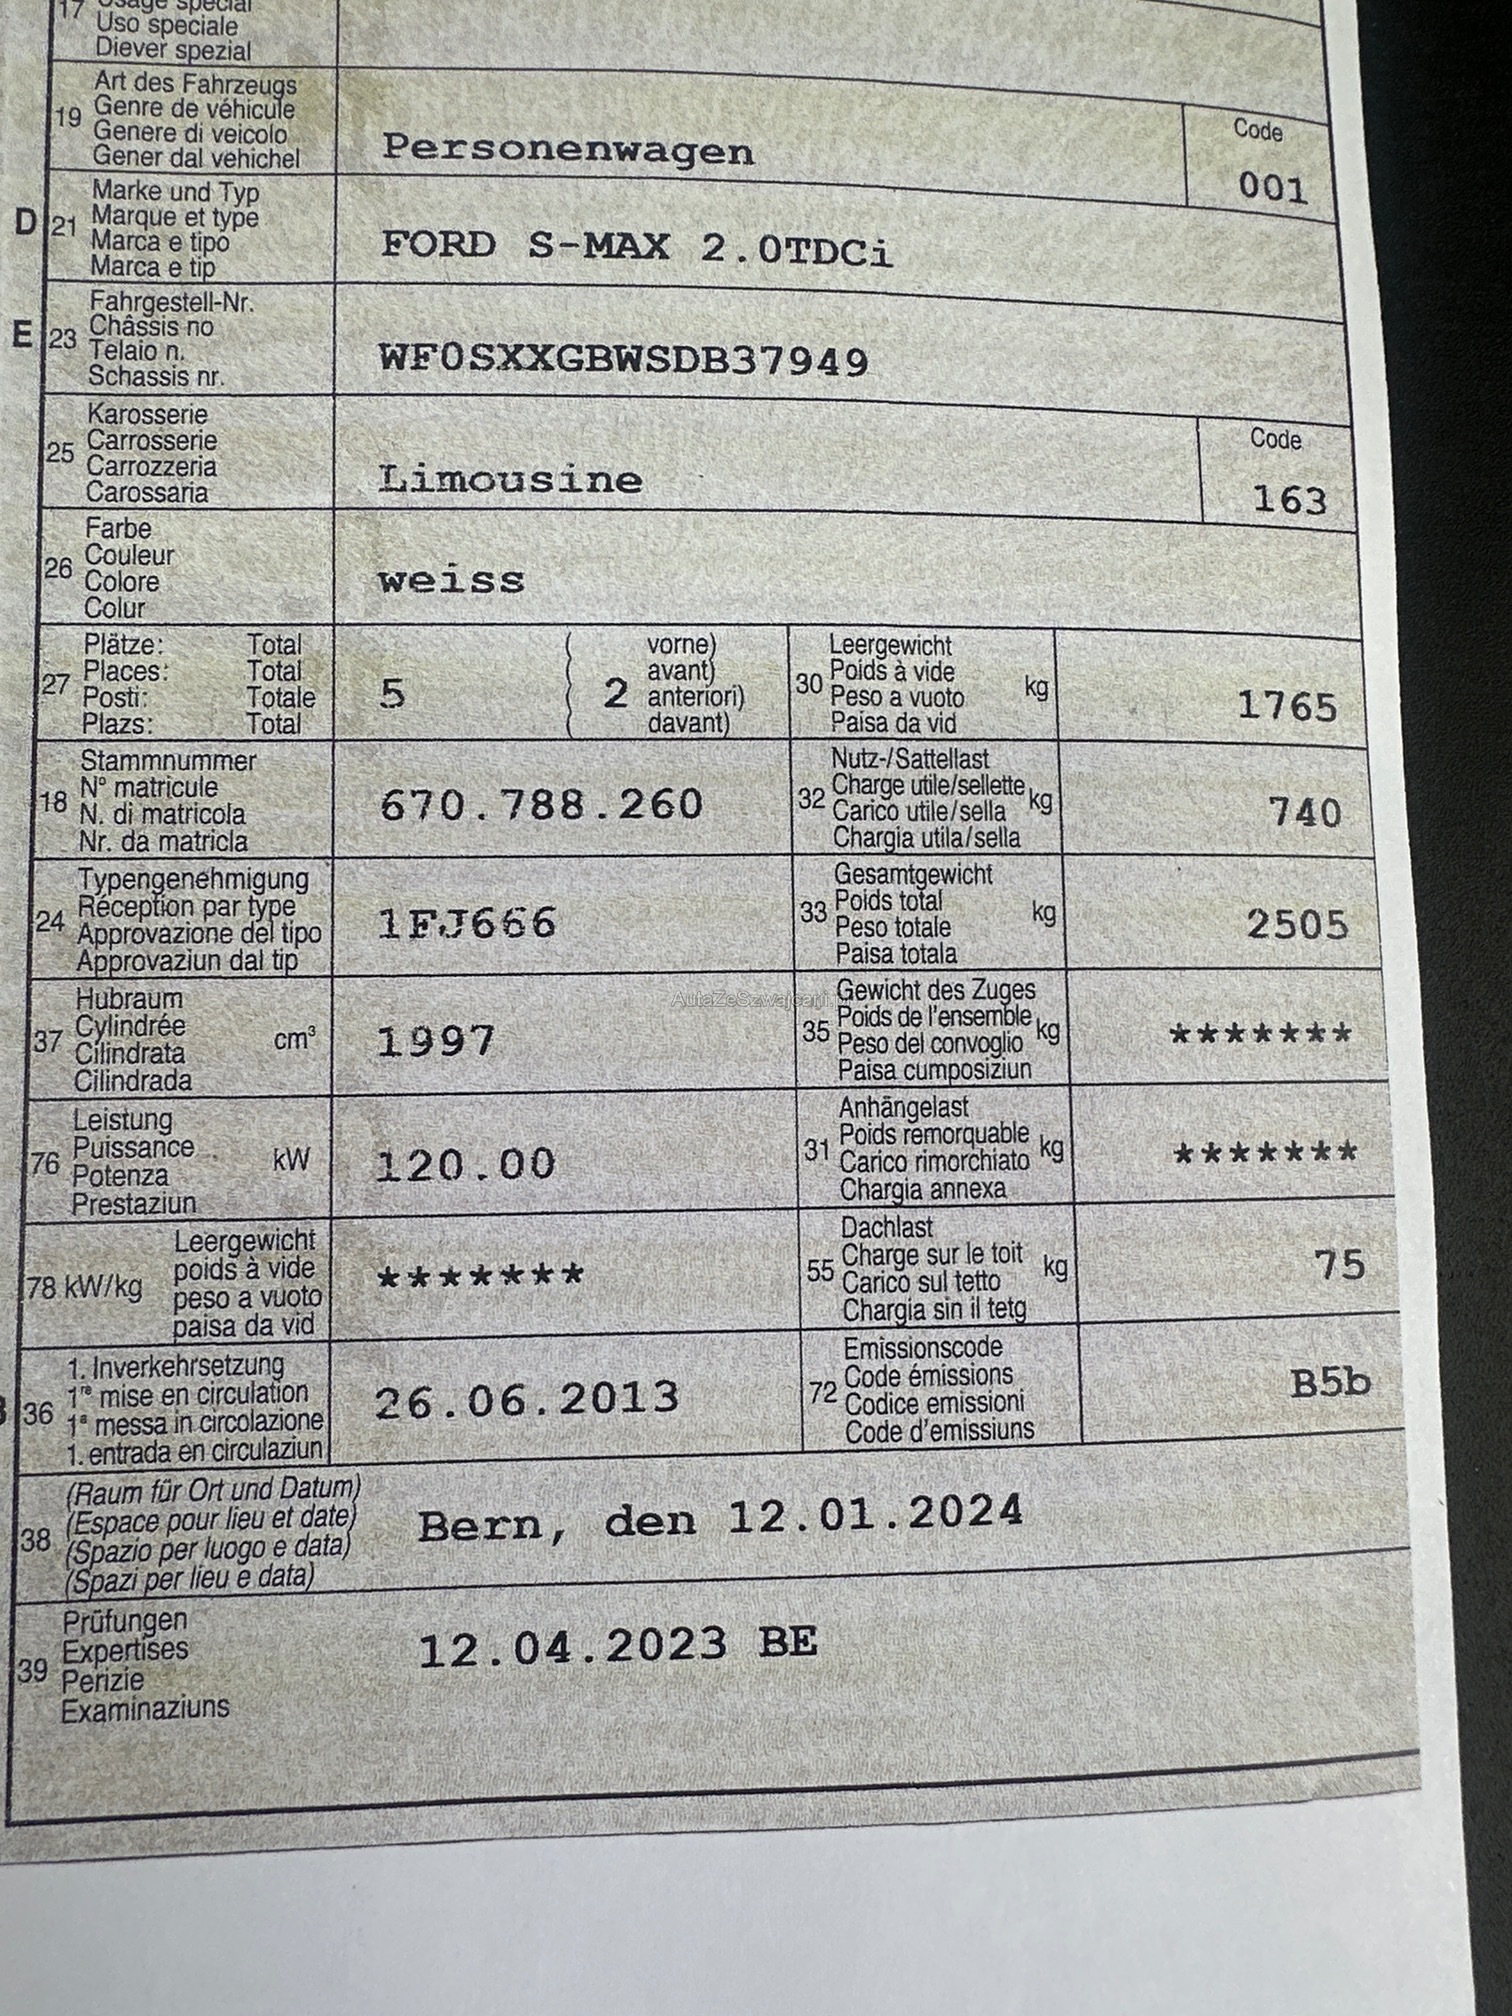 17 Usage spécial
Uso speciale
Diever spezial
19 Art des Fahrzeugs
Genre de véhicule
Genere di veicolo
Gener dal vehichel
Personenwagen
Code
001
D 21 Marke und Typ
Marque et type
Marca e tipo
Marca e tip
FORD S-MAX 2.0TDCi
E 23 Fahrgestell-Nr.
Châssis no
Telaio n.
Schassis nr.
WF0SXXGBWSDB37949
25 Karosserie
Carrosserie
Carrozzeria
Carossaria
Limousine
Code
163
26 Farbe
Couleur
Colore
Colur
weiss
27 Plätze: Total
Places: Total
Posti: Totale
Plazs: Total
5
( vorne)
( avant)
( 2 anteriori)
( davant)
30 Leergewicht
Poids à vide
Peso a vuoto
Paisa da vid
kg
1765
18 Stammnummer
N° matricule
N. di matricola
Nr. da matricla
670.788.260
32 Nutz-/Sattellast
Charge utile/sellette
Carico utile/sella
Chargia utila/sella
kg
740
24 Typengenehmigung
Réception par type
Approvazione del tipo
Approvaziun dal tip
1FJ666
33 Gesamtgewicht
Poids total
Peso totale
Paisa totala
kg
2505
37 Hubraum
Cylindrée
Cilindrata
Cilindrada
cm³
1997
AutaZeSzwajcarii.pl
35 Gewicht des Zuges
Poids de l'ensemble
Peso del convoglio
Paisa cumposiziun
kg
*******
76 Leistung
Puissance
Potenza
Prestaziun
kW
120.00
31 Anhängelast
Poids remorquable
Carico rimorchiato
Chargia annexa
kg
*******
78 kW/kg
Leergewicht
poids à vide
peso a vuoto
paisa da vid
*******
55 Dachlast
Charge sur le toit
Carico sul tetto
Chargia sin il tetg
kg
75
B 36 1. Inverkehrsetzung
1re mise en circulation
1a messa in circolazione
1. entrada en circulaziun
26.06.2013
72 Emissionscode
Code émissions
Codice emissioni
Code d'emissiuns
B5b
38 (Raum für Ort und Datum)
(Espace pour lieu et date)
(Spazio per luogo e data)
(Spazi per lieu e data)
Bern, den 12.01.2024
39 Prüfungen
Expertises
Perizie
Examinaziuns
12.04.2023 BE